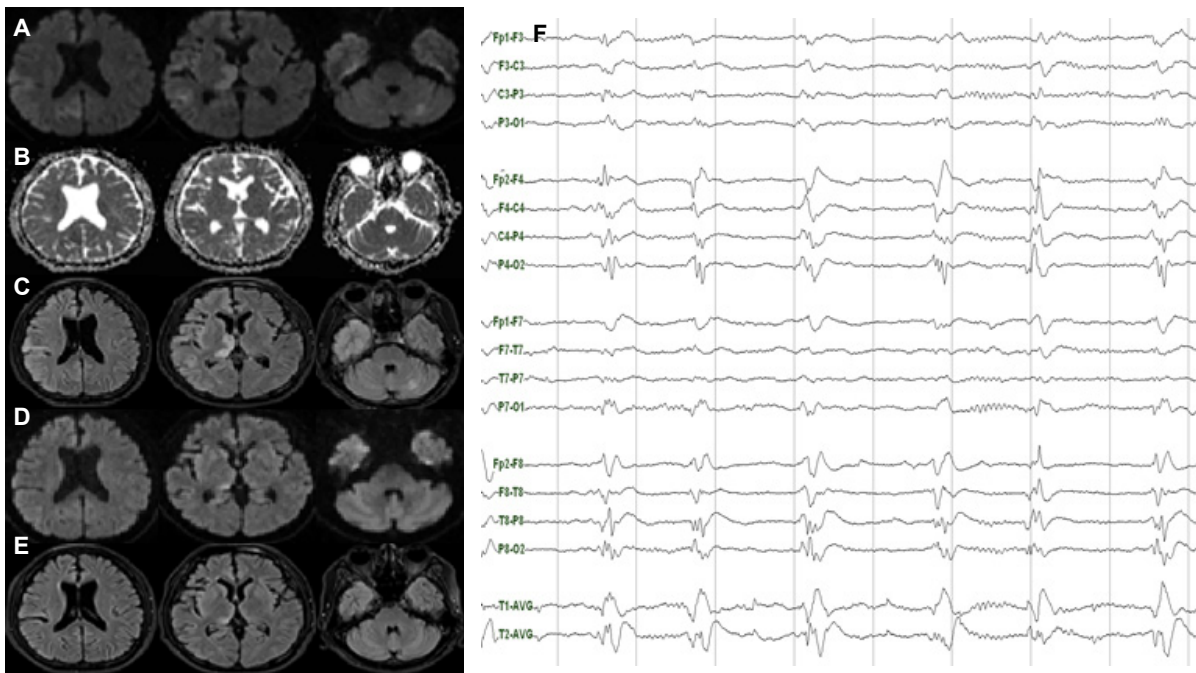 A
B
C
D
E
F
Fp1-F3
F3-C3
C3-P3
P3-O1
Fp2-F4
F4-C4
C4-P4
P4-O2
Fp1-F7
F7-T7
T7-P7
P7-O1
Fp2-F8
F8-T8
T8-P8
P8-O2
T1-AVG
T2-AVG